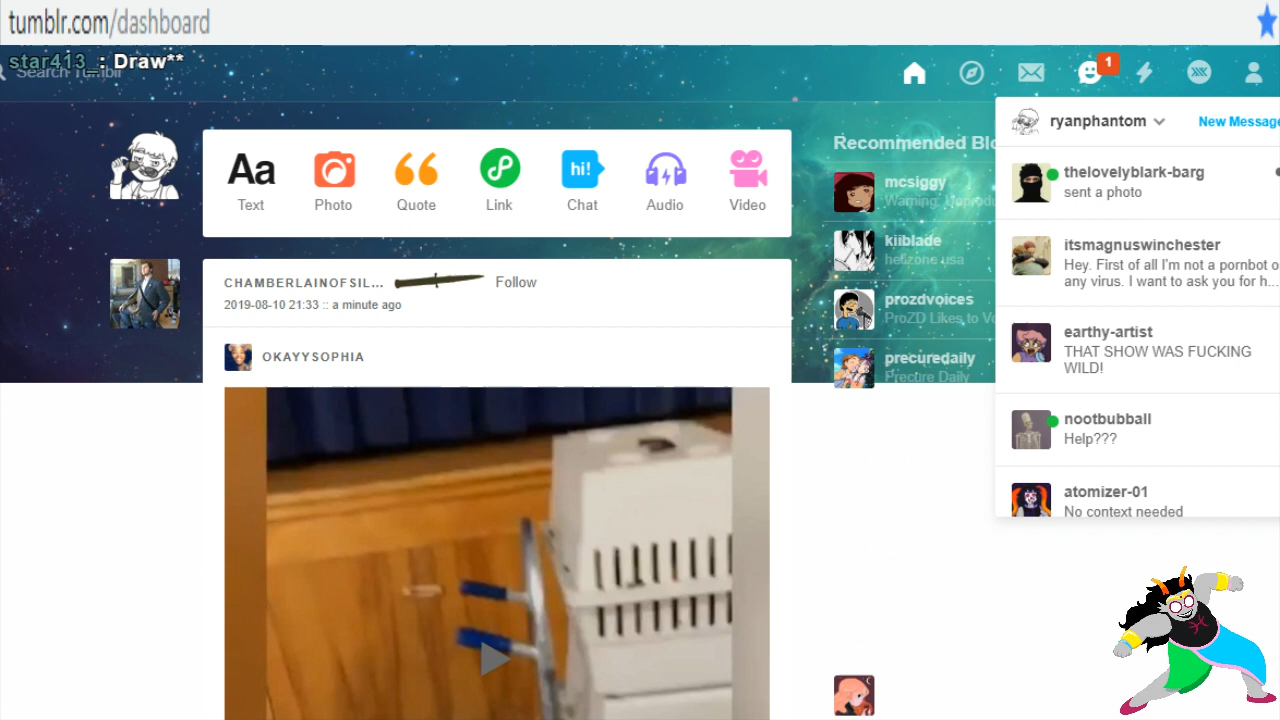 tumblr.com/dashboard
star413_: Draw**
Search Tumblr
1
ryanphantom
New Message
Aa
hi!
Text
Photo
Quote
Link
Chat
Audio
Video
Recommended Blo
mcsiggy
Warning:
kiiblade
hellzone usa
prozdvoices
ProZD Likes to Vo
precuredaily
Precure Daily
thelovelyblark-barg
sent a photo
itsmagnuswinchester
Hey. First of all I'm not a pornbot o
any virus. I want to ask you for h...
earthy-artist
THAT SHOW WAS FUCKING
WILD!
nootbubball
Help???
atomizer-01
No context needed
CHAMBERLAINOFSIL...
Follow
2019-08-10 21:33 :: a minute ago
OKAYYSOPHIA